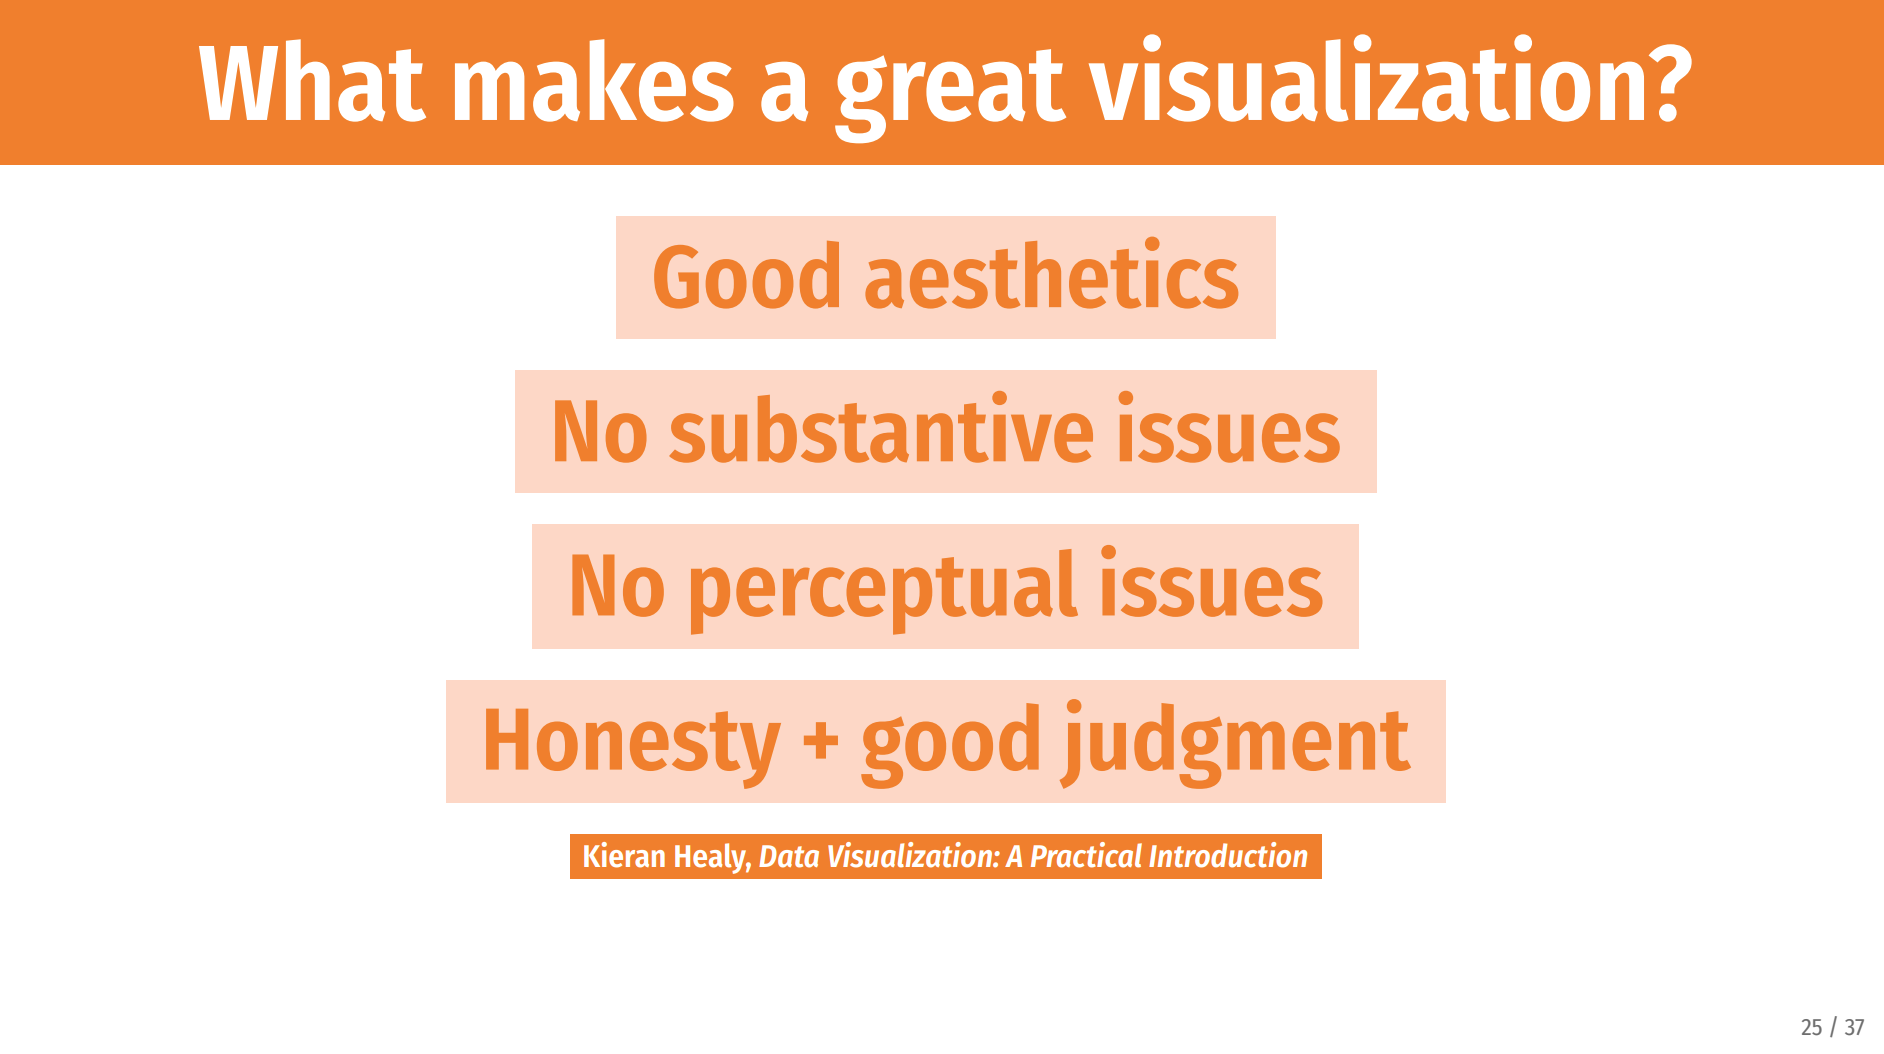 What makes a great visualization?
Good aesthetics
No substantive issues
No perceptual issues
Honesty + good judgment
Kieran Healy, Data Visualization: A Practical Introduction
25 / 37